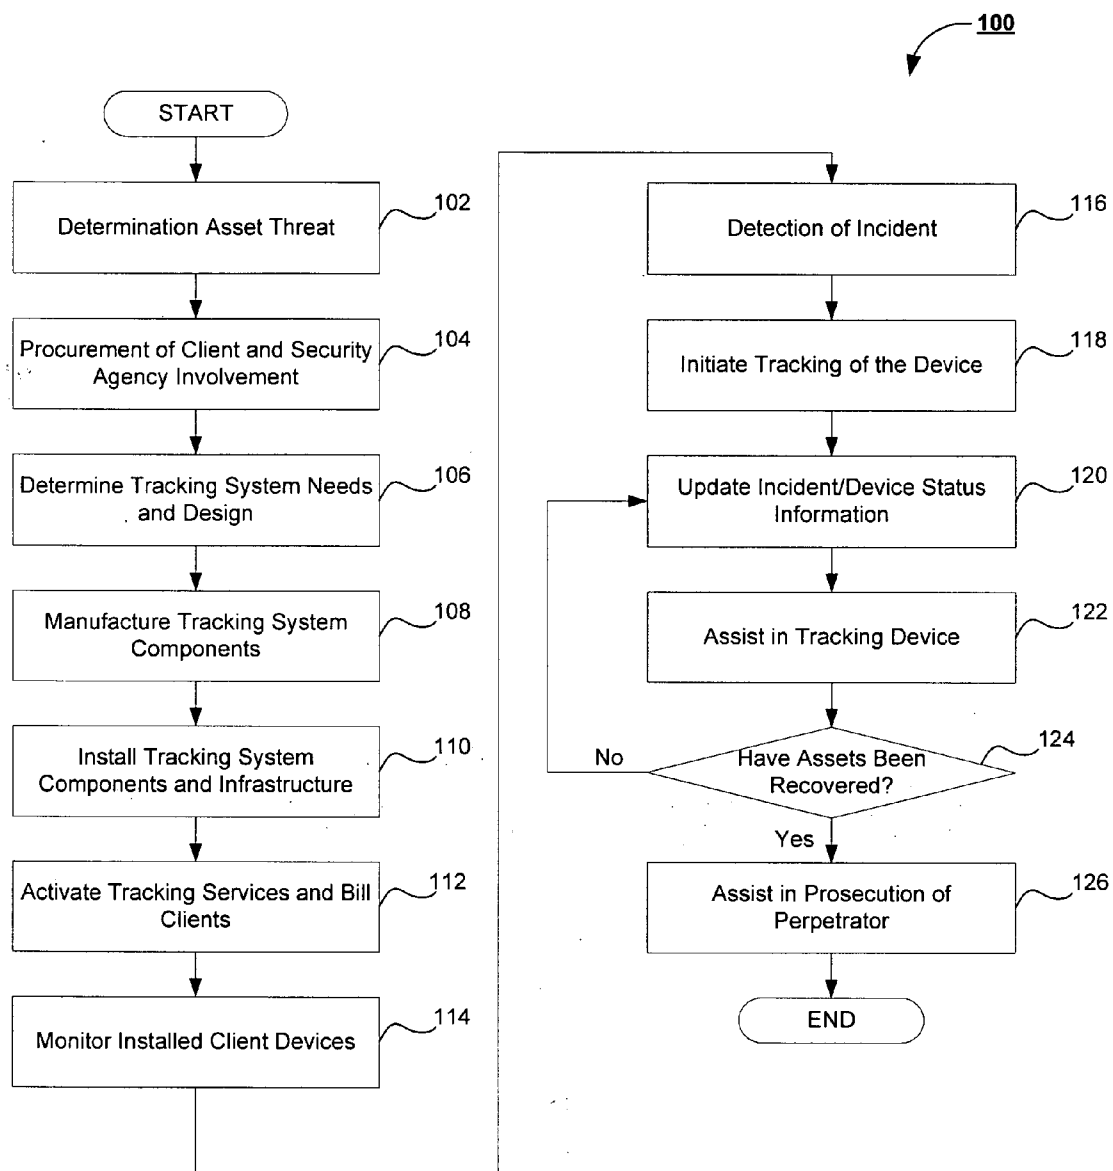 100
START
Determination Asset Threat
102
Procurement of Client and Security
Agency Involvement
104
Determine Tracking System Needs
and Design
106
Manufacture Tracking System
Components
108
Install Tracking System
Components and Infrastructure
110
Activate Tracking Services and Bill
Clients
112
Monitor Installed Client Devices
114
Detection of Incident
116
Initiate Tracking of the Device
118
Update Incident/Device Status
Information
120
Assist in Tracking Device
122
Have Assets Been
Recovered?
124
No
Yes
Assist in Prosecution of
Perpetrator
126
END